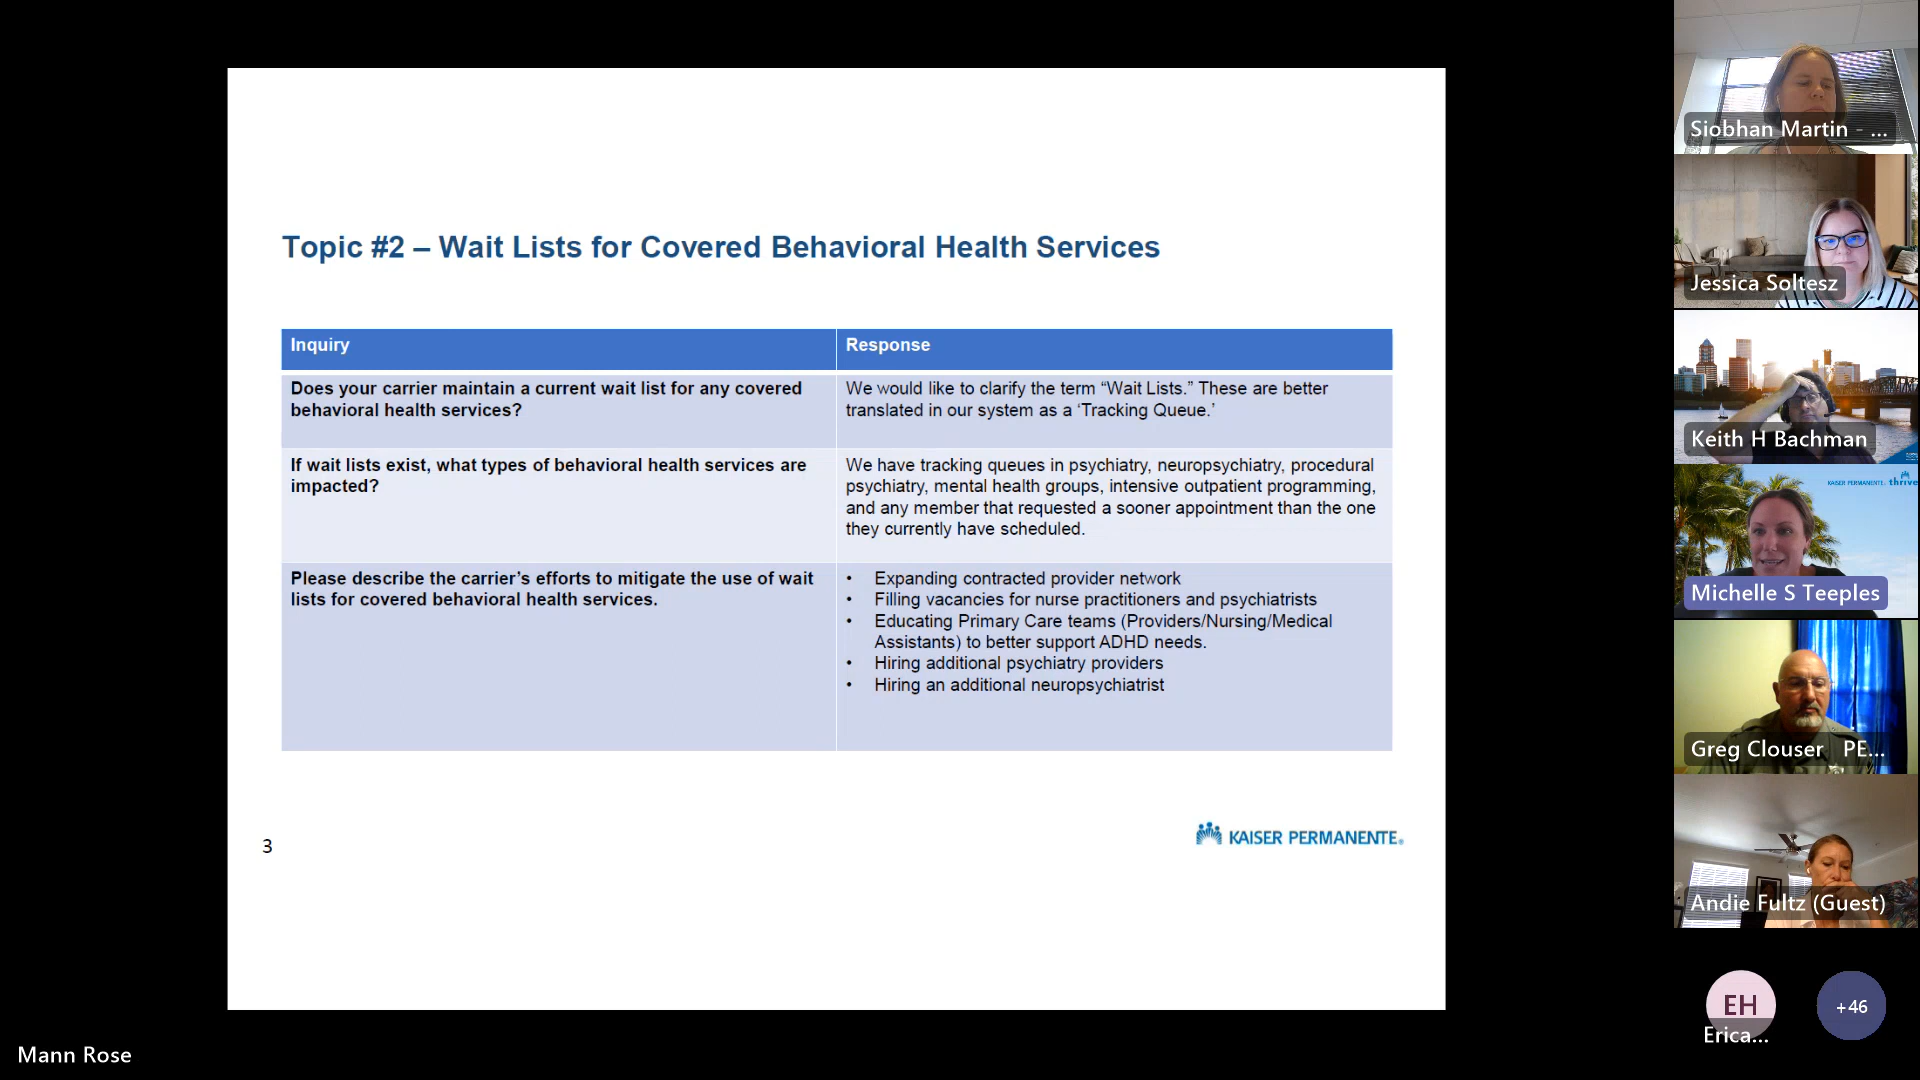 Topic #2 – Wait Lists for Covered Behavioral Health Services
Inquiry
Response
Does your carrier maintain a current wait list for any covered
behavioral health services?
We would like to clarify the term “Wait Lists.” These are better
translated in our system as a ‘Tracking Queue.’
If wait lists exist, what types of behavioral health services are
impacted?
We have tracking queues in psychiatry, neuropsychiatry, procedural
psychiatry, mental health groups, intensive outpatient programming,
and any member that requested a sooner appointment than the one
they currently have scheduled.
Please describe the carrier’s efforts to mitigate the use of wait
lists for covered behavioral health services.
• Expanding contracted provider network
• Filling vacancies for nurse practitioners and psychiatrists
• Educating Primary Care teams (Providers/Nursing/Medical
Assistants) to better support ADHD needs.
• Hiring additional psychiatry providers
• Hiring an additional neuropsychiatrist
3
KAISER PERMANENTE®
Mann Rose
Siobhan Martin - ...
Jessica Soltesz
Keith H Bachman
KAISER PERMANENTE. thrive
Michelle S Teeples
Greg Clouser PE...
Andie Fultz (Guest)
EH
Erica...
+46